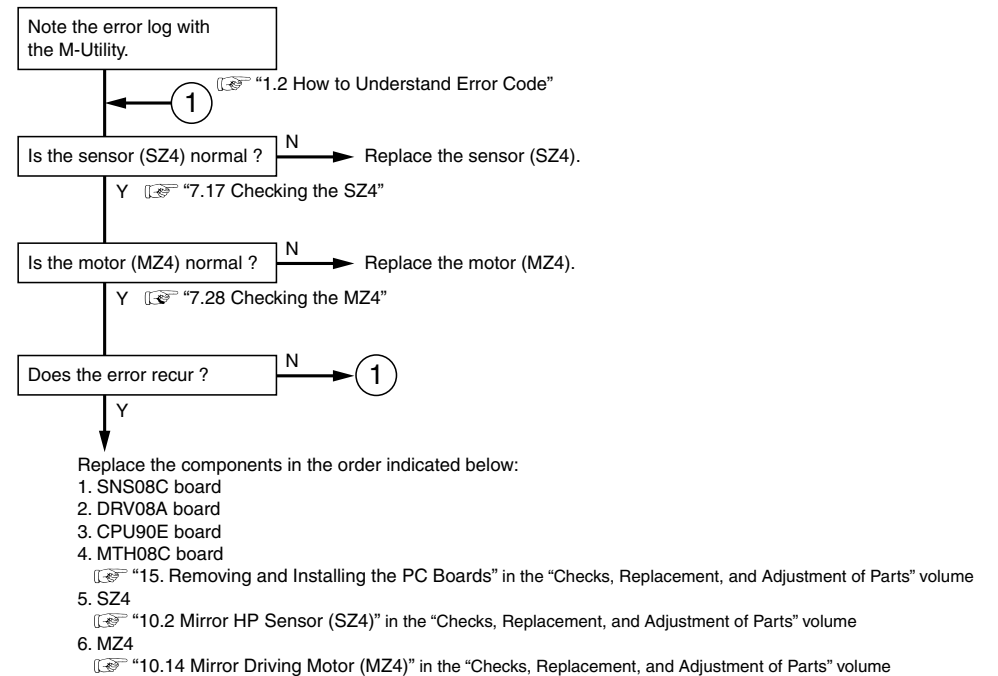 Note the error log with
the M-Utility.
“1.2 How to Understand Error Code”
1
Is the sensor (SZ4) normal ?
N
Replace the sensor (SZ4).
Y
“7.17 Checking the SZ4”
Is the motor (MZ4) normal ?
N
Replace the motor (MZ4).
Y
“7.28 Checking the MZ4”
Does the error recur ?
N
1
Y
Replace the components in the order indicated below:
1. SNS08C board
2. DRV08A board
3. CPU90E board
4. MTH08C board
“15. Removing and Installing the PC Boards” in the “Checks, Replacement, and Adjustment of Parts” volume
5. SZ4
“10.2 Mirror HP Sensor (SZ4)” in the “Checks, Replacement, and Adjustment of Parts” volume
6. MZ4
“10.14 Mirror Driving Motor (MZ4)” in the “Checks, Replacement, and Adjustment of Parts” volume